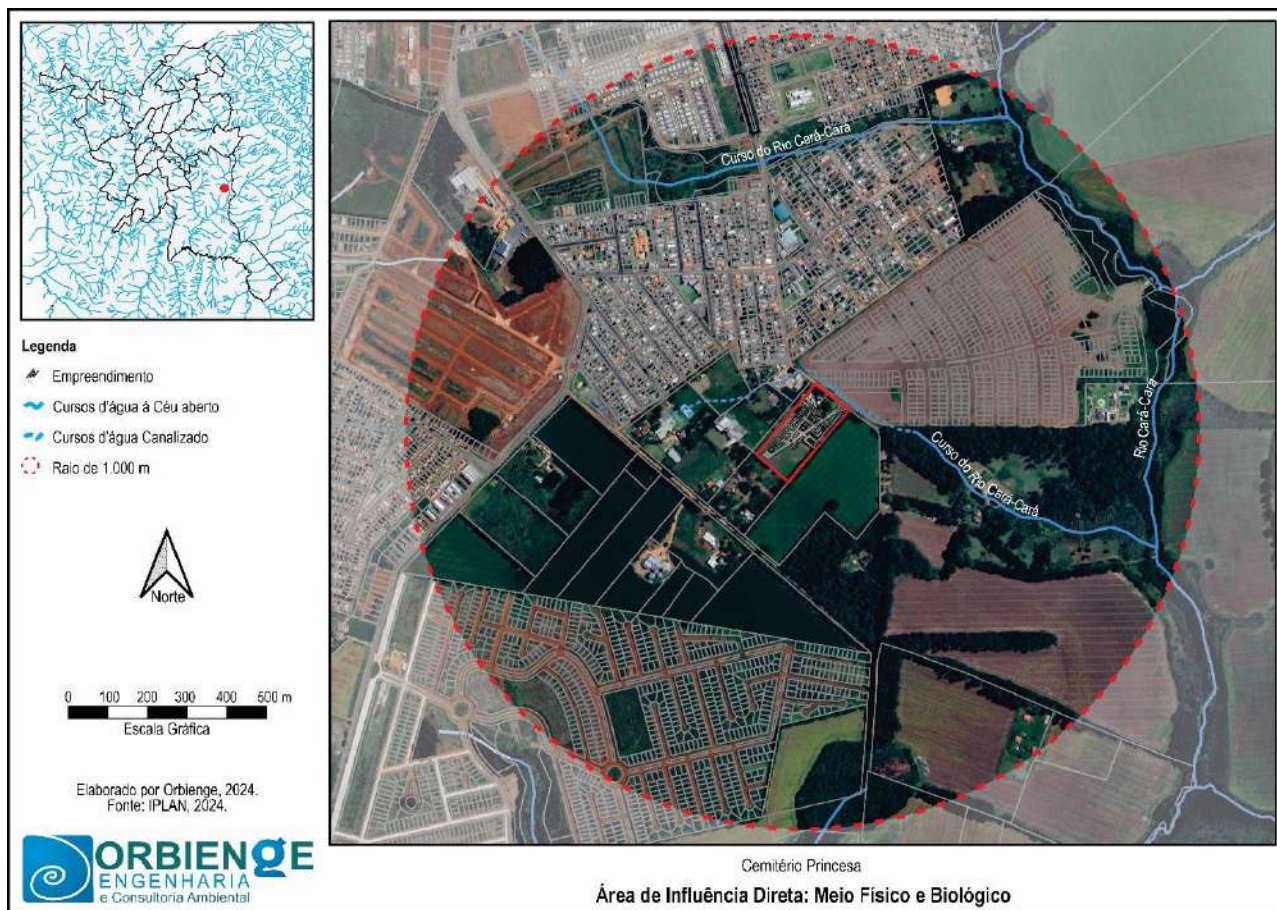 Legenda
Empreendimento
Cursos d'água á Céu aberto
Cursos d'água Canalizado
Raio de 1.000 m
Norte
0 100 200 300 400 500 m
Escala Gráfica
Elaborado por Orbienge, 2024.
Fonte: IPLAN, 2024.
ORBIENGE
ENGENHARIA
e Consultoria Ambiental
Curso do Rio Cará-Cará
Rio Cará-Cará
Curso do Rio Cará-Cará
Cemitério Princesa
Área de Influência Direta: Meio Físico e Biológico